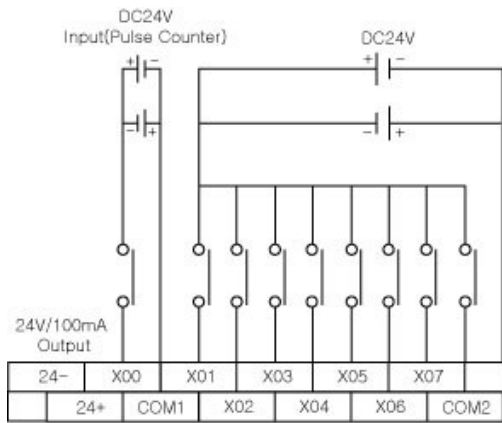 DC24V
Input(Pulse Counter)
DC24V
+ -
+ -
- +
- +
24V/100mA
Output
24- X00 X01 X03 X05 X07
24+ COM1 X02 X04 X06 COM2